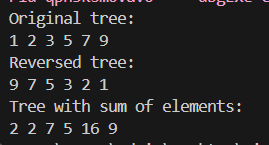 Original tree:
1 2 3 5 7 9
Reversed tree:
9 7 5 3 2 1
Tree with sum of elements:
2 2 7 5 16 9